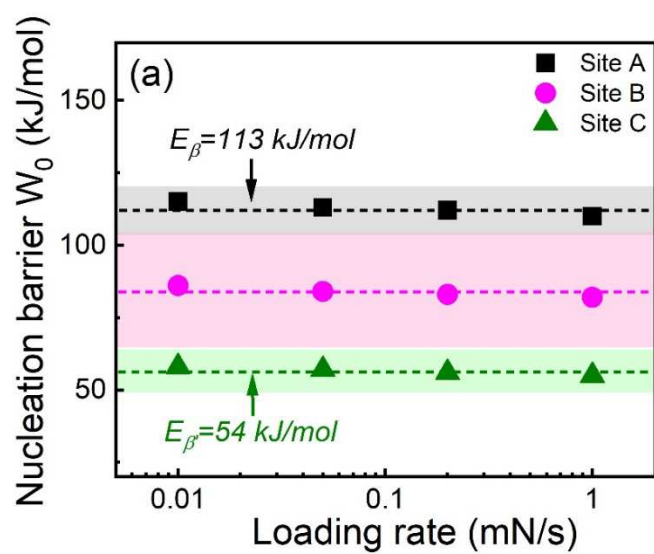 (a)
Site A
Site B
Site C
Nucleation barrier W₀ (kJ/mol)
150
100
50
Eᵦ=113 kJ/mol
Eᵦ'=54 kJ/mol
0.01
0.1
1
Loading rate (mN/s)